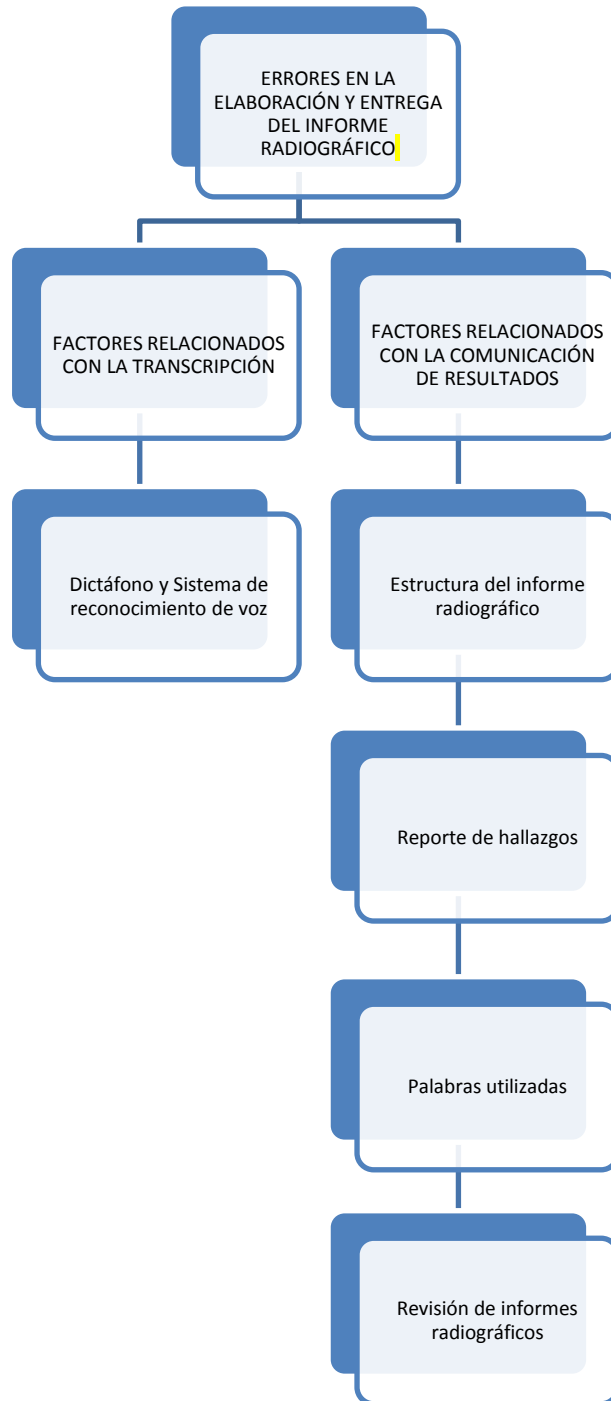 ERRORES EN LA
ELABORACIÓN Y ENTREGA
DEL INFORME
RADIOGRÁFICO
FACTORES RELACIONADOS
CON LA TRANSCRIPCIÓN
FACTORES RELACIONADOS
CON LA COMUNICACIÓN
DE RESULTADOS
Dictáfono y Sistema de
reconocimiento de voz
Estructura del informe
radiográfico
Reporte de hallazgos
Palabras utilizadas
Revisión de informes
radiográficos